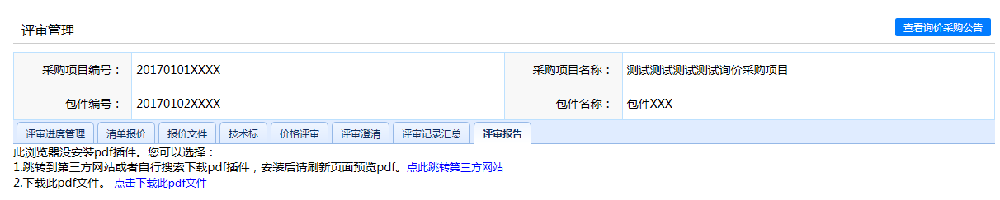 评审管理
查看询价采购公告
采购项目编号： 20170101XXXX 采购项目名称： 测试测试测试测试询价采购项目
包件编号： 20170102XXXX 包件名称： 包件XXX
评审进度管理 清单报价 报价文件 技术标 价格评审 评审澄清 评审记录汇总 评审报告
此浏览器没安装pdf插件。您可以选择：
1.跳转到第三方网站或者自行搜索下载pdf插件，安装后请刷新页面预览pdf。点此跳转第三方网站
2.下载此pdf文件。 点击下载此pdf文件